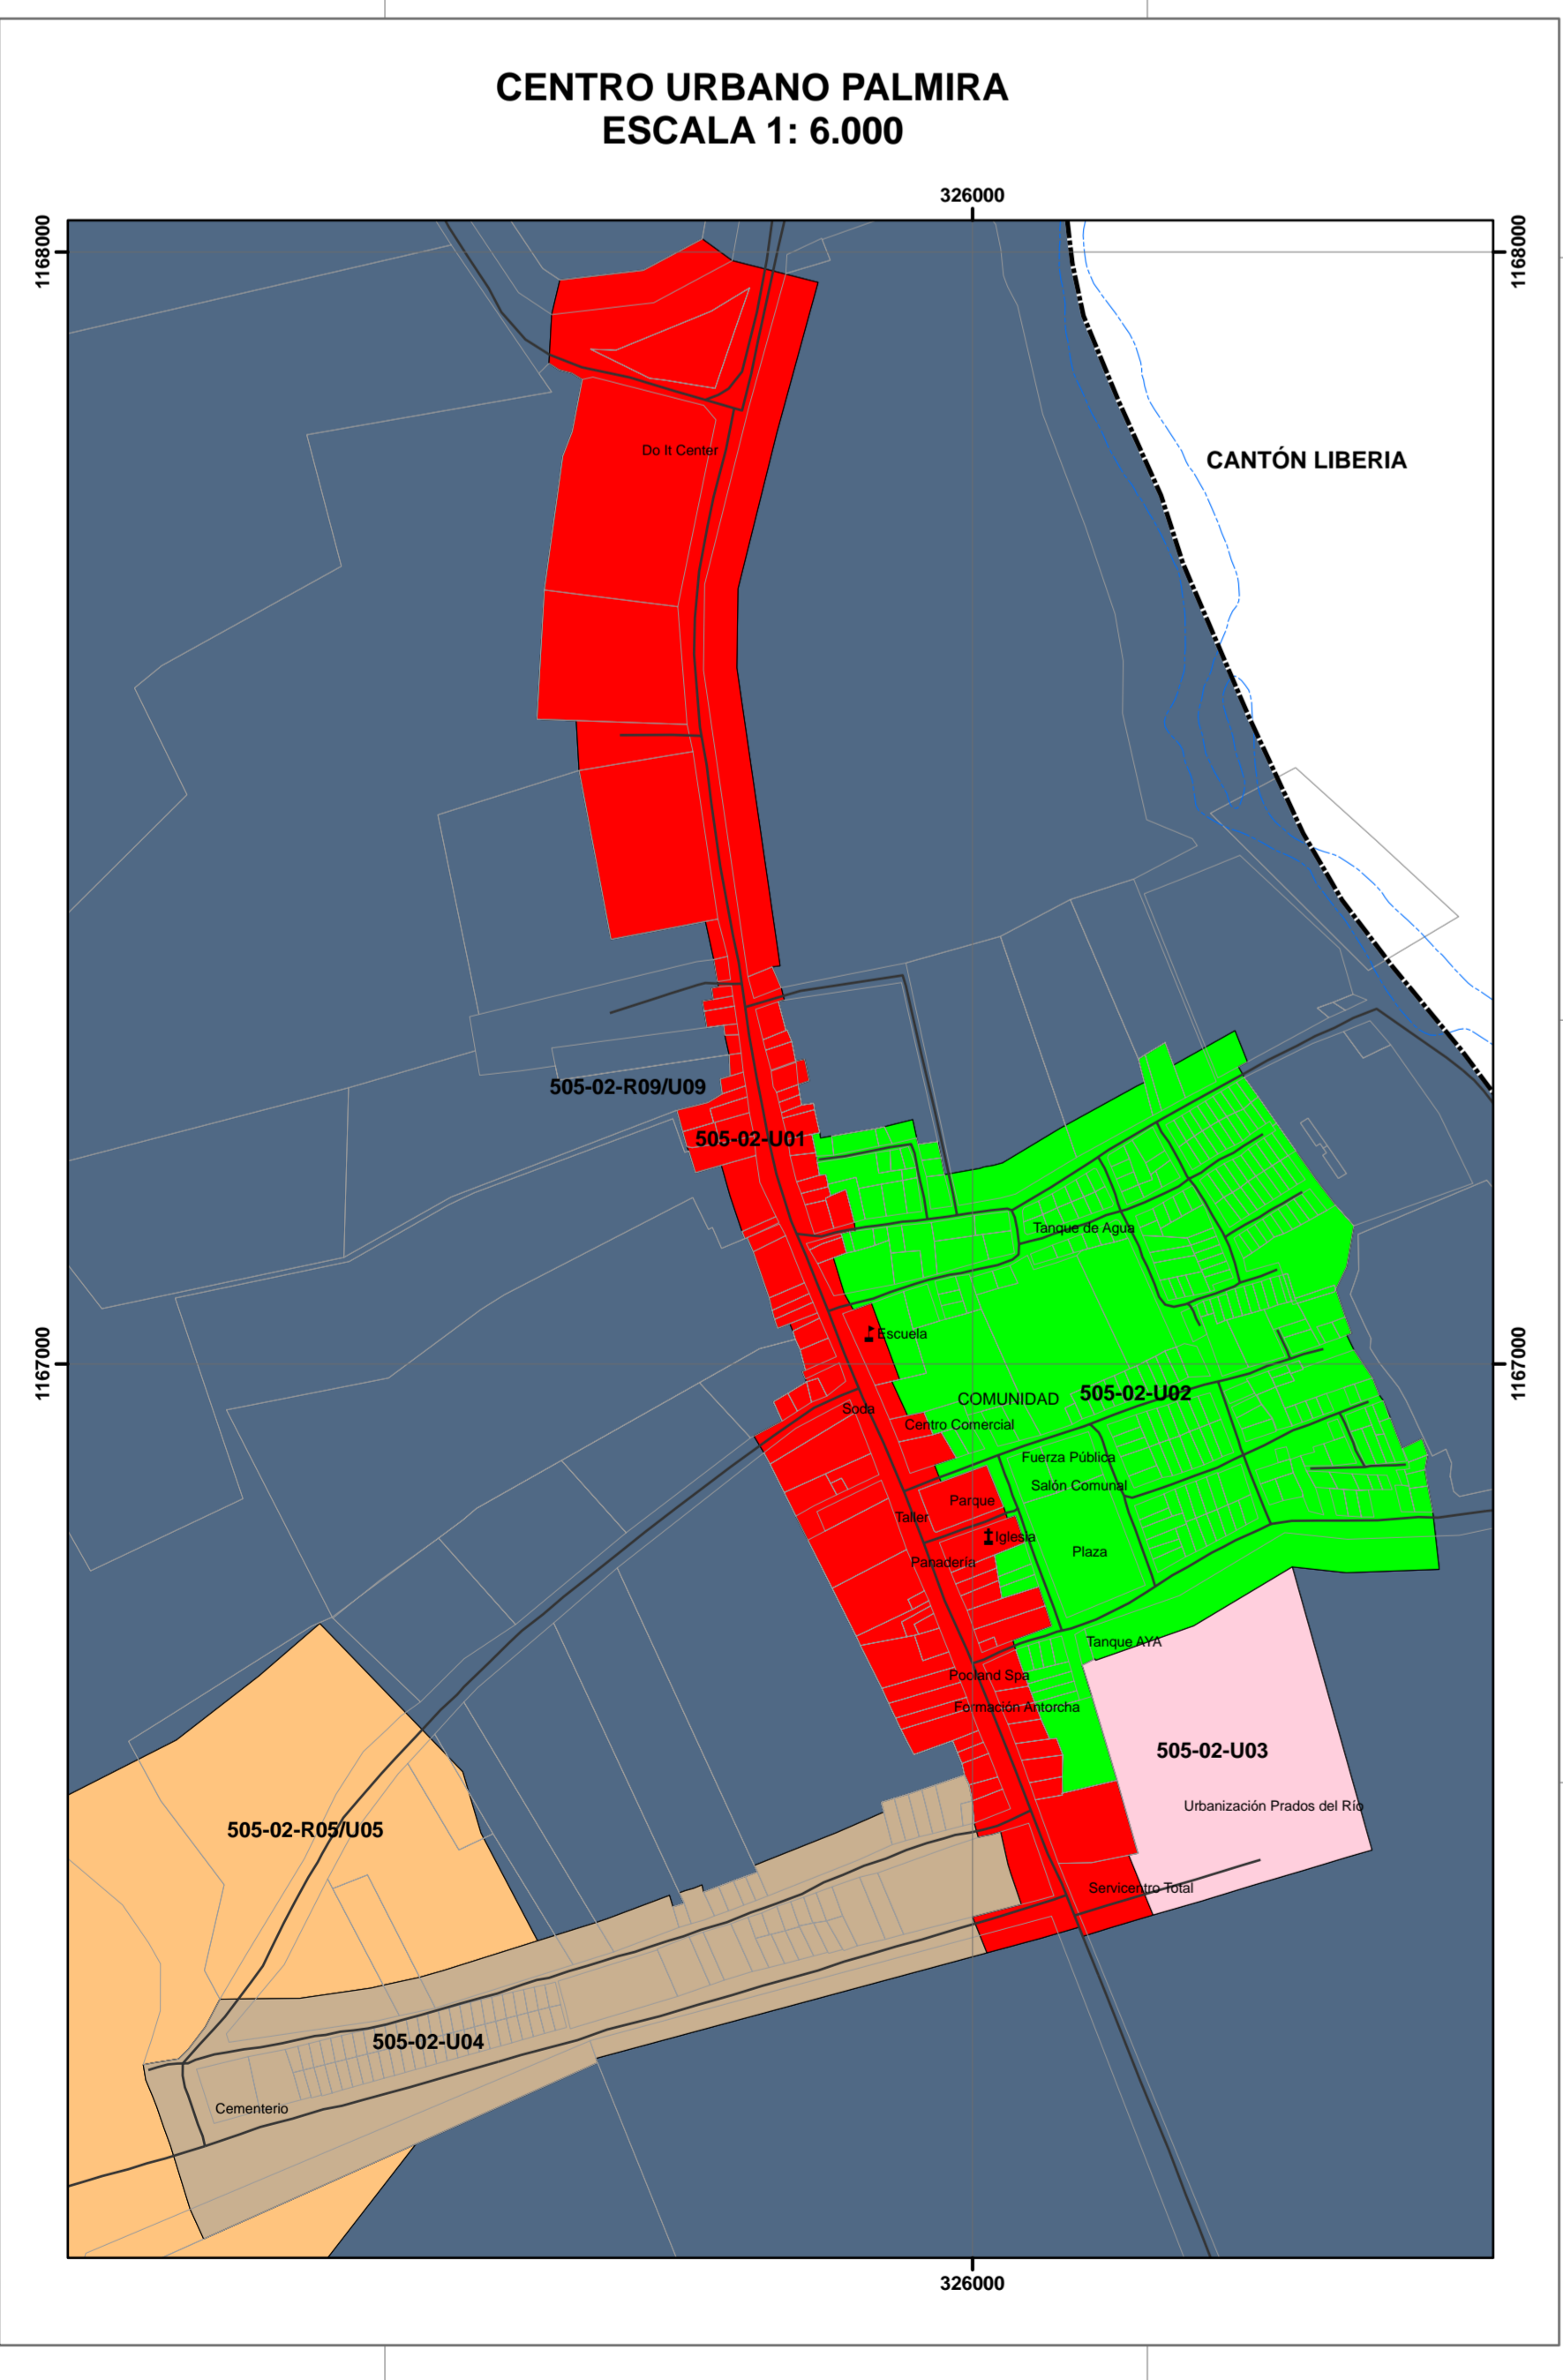 CENTRO URBANO PALMIRA
ESCALA 1: 6.000
326000
1168000
1168000
CANTÓN LIBERIA
Do It Center
505-02-R09/U09
505-02-U01
Tanque de Agua
Escuela
1167000
1167000
COMUNIDAD
505-02-U02
Soda
Centro Comercial
Fuerza Pública
Salón Comunal
Parque
Taller
Iglesia
Plaza
Panadería
Tanque AYA
Pooland Spa
Formación Antorcha
505-02-U03
Urbanización Prados del Río
505-02-R05/U05
Servicentro Total
505-02-U04
Cementerio
326000